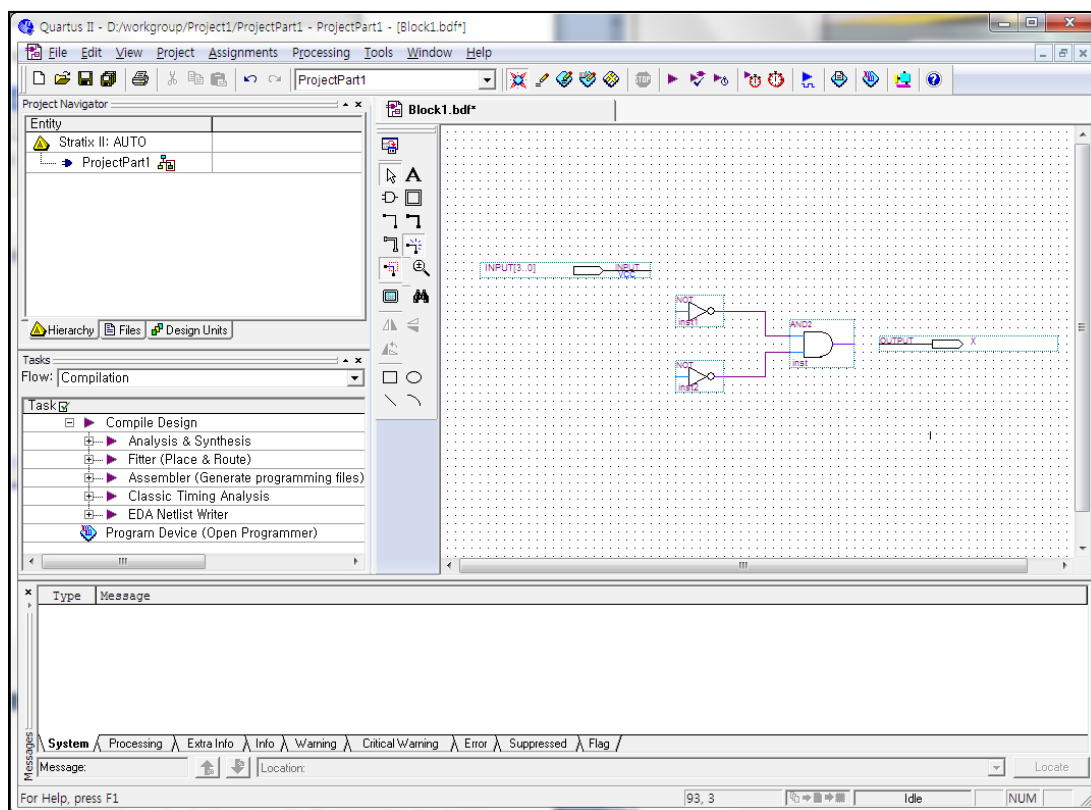 Quartus II - D:/workgroup/Project1/ProjectPart1 - ProjectPart1 - [Block1.bdf*]
File Edit View Project Assignments Processing Tools Window Help
ProjectPart1
STOP
Project Navigator
Entity
Stratix II: AUTO
ProjectPart1
Hierarchy Files Design Units
Tasks
Flow: Compilation
Task
Compile Design
Analysis & Synthesis
Fitter (Place & Route)
Assembler (Generate programming files)
Classic Timing Analysis
EDA Netlist Writer
Program Device (Open Programmer)
Block1.bdf*
A
INPUT[3..0] INPUT
VCC
NOT
inst1
AND2
inst
OUTPUT X
NOT
inst2
Type Message
Messages
System Processing Extra Info Info Warning Critical Warning Error Suppressed Flag
Message: Location: Locate
For Help, press F1 93, 3 Idle NUM